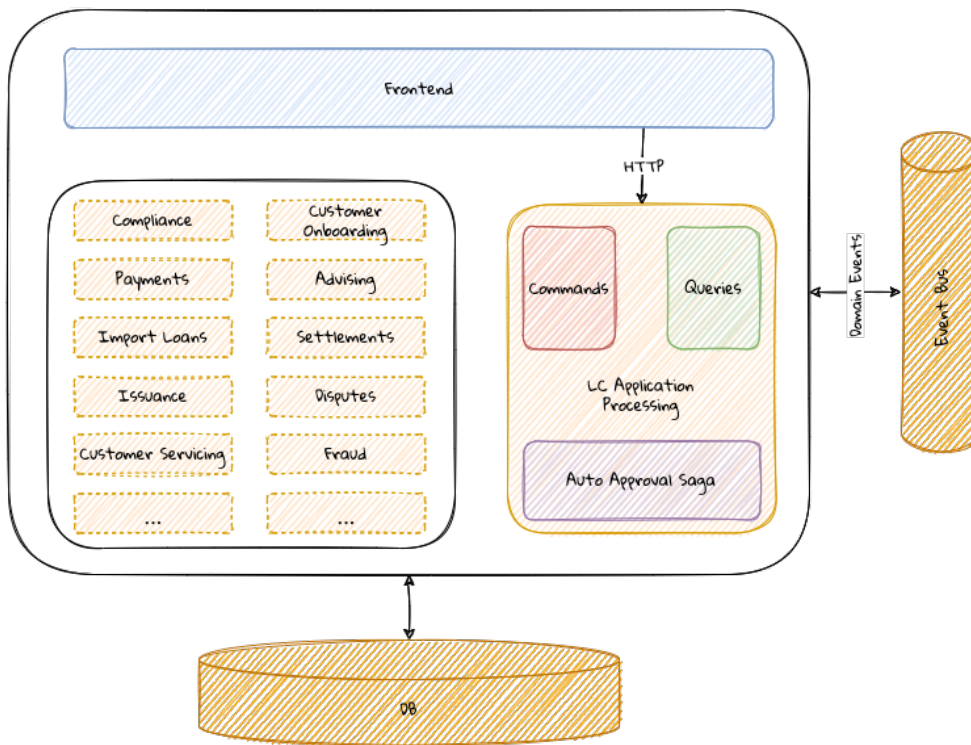 Frontend
HTTP
Compliance
Customer
Onboarding
Payments
Advising
Import Loans
Settlements
Issuance
Disputes
Customer Servicing
Fraud
...
...
Commands
Queries
LC Application
Processing
Auto Approval Saga
Domain Events
Event Bus
DB